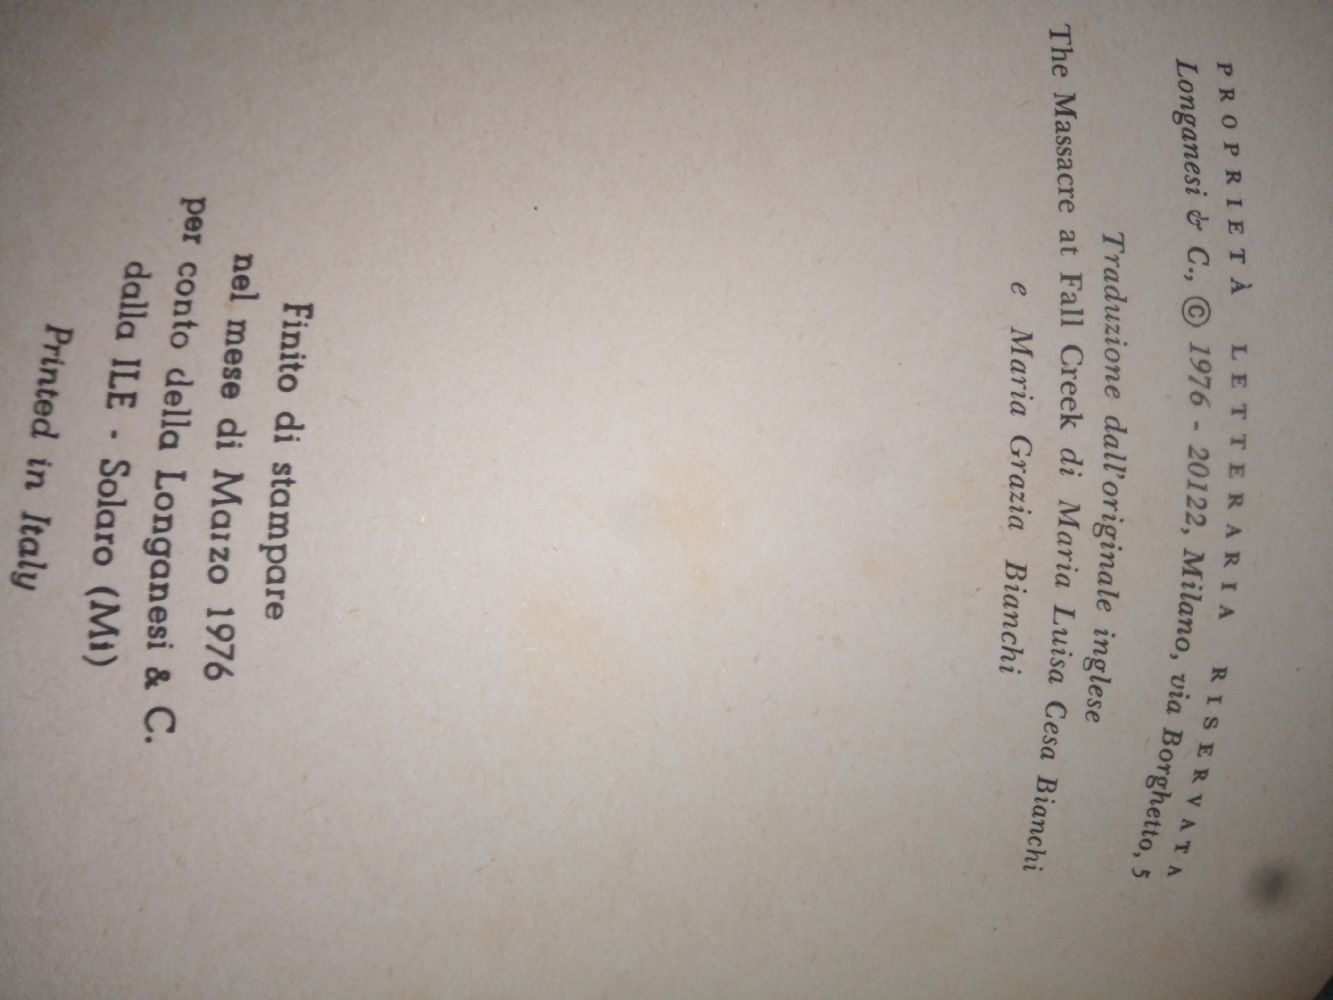 PROPRIETÀ LETTERARIA RISERVATA
Longanesi & C., © 1976 - 20122, Milano, via Borghetto, 5
Traduzione dall'originale inglese
The Massacre at Fall Creek di Maria Luisa Cesa Bianchi
e Maria Grazia Bianchi
Finito di stampare
nel mese di Marzo 1976
per conto della Longanesi & C.
dalla ILE - Solaro (Mi)
Printed in Italy